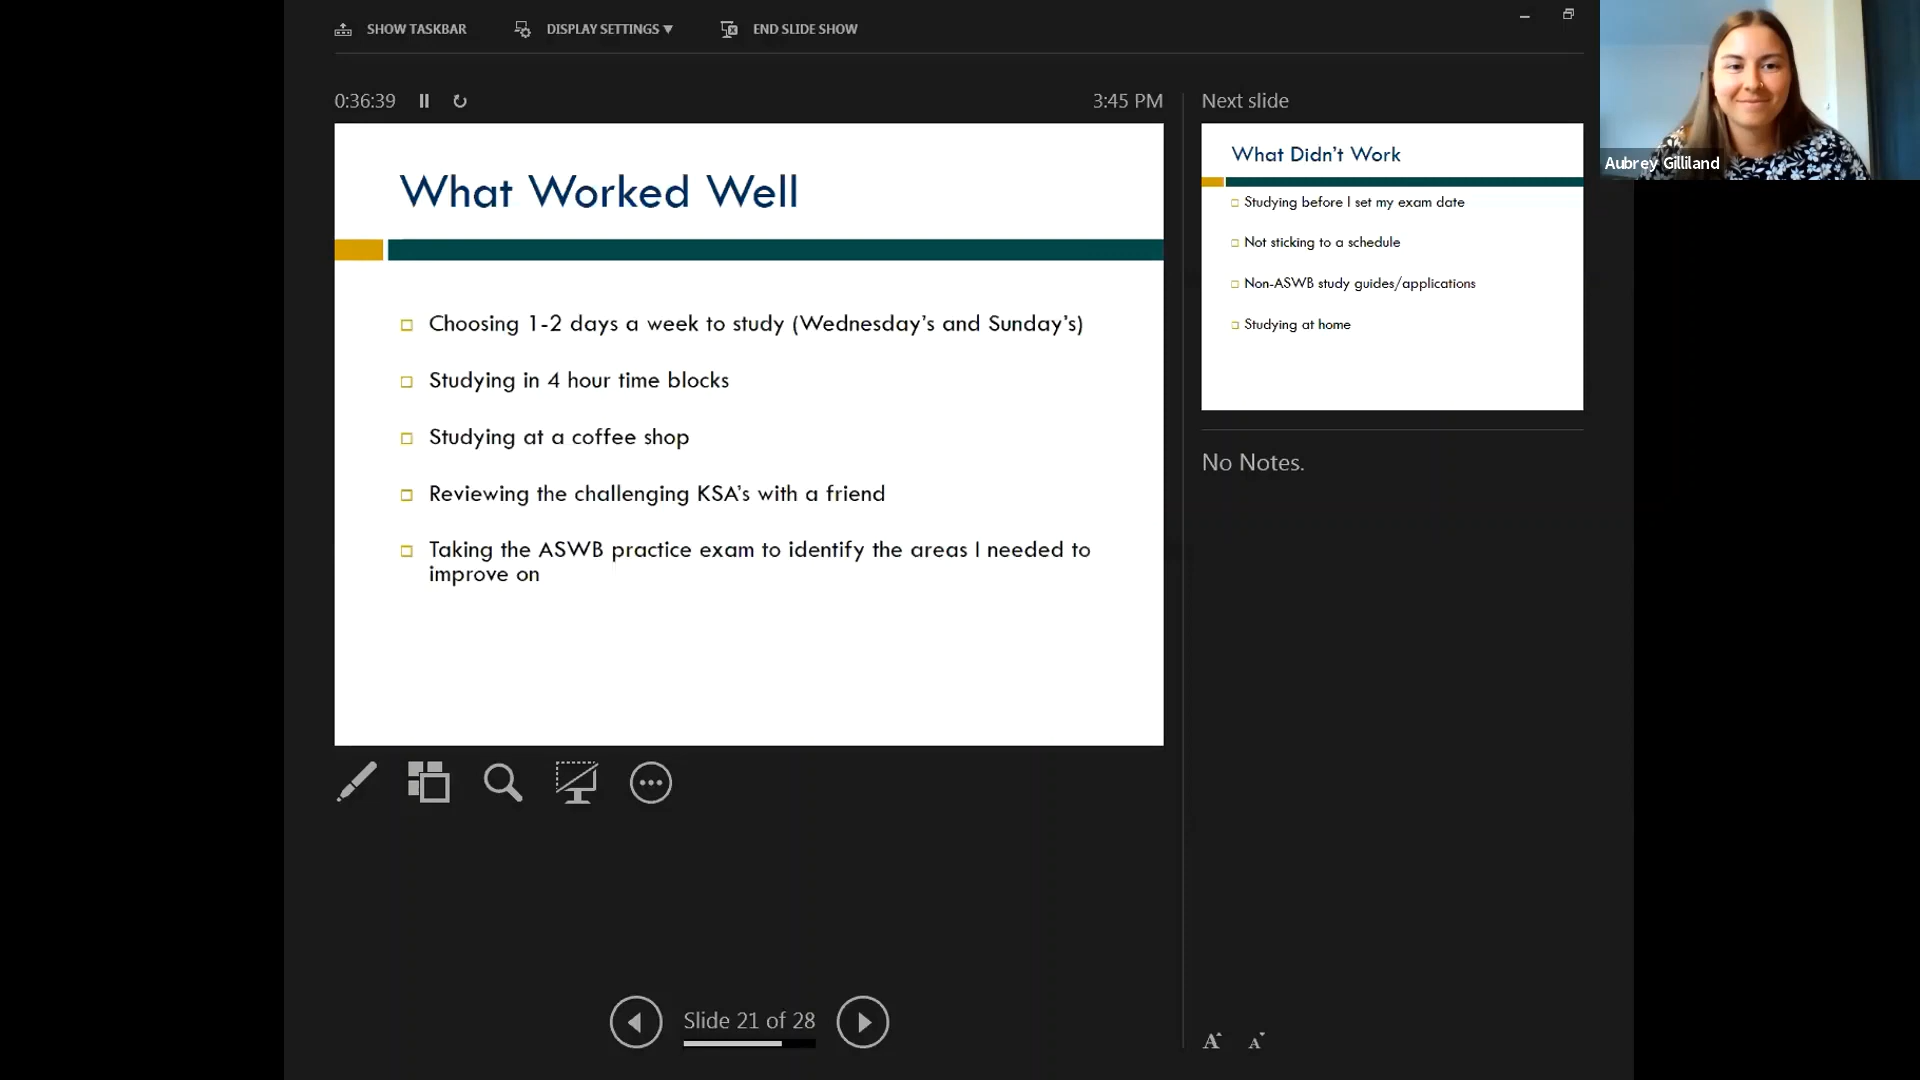 SHOW TASKBAR
DISPLAY SETTINGS ▼
END SLIDE SHOW
0:36:39
3:45 PM
What Worked Well
Choosing 1-2 days a week to study (Wednesday’s and Sunday’s)
Studying in 4 hour time blocks
Studying at a coffee shop
Reviewing the challenging KSA’s with a friend
Taking the ASWB practice exam to identify the areas I needed to
improve on
Slide 21 of 28
Next slide
What Didn’t Work
Studying before I set my exam date
Not sticking to a schedule
Non-ASWB study guides/applications
Studying at home
No Notes.
A A
Aubrey Gilliland